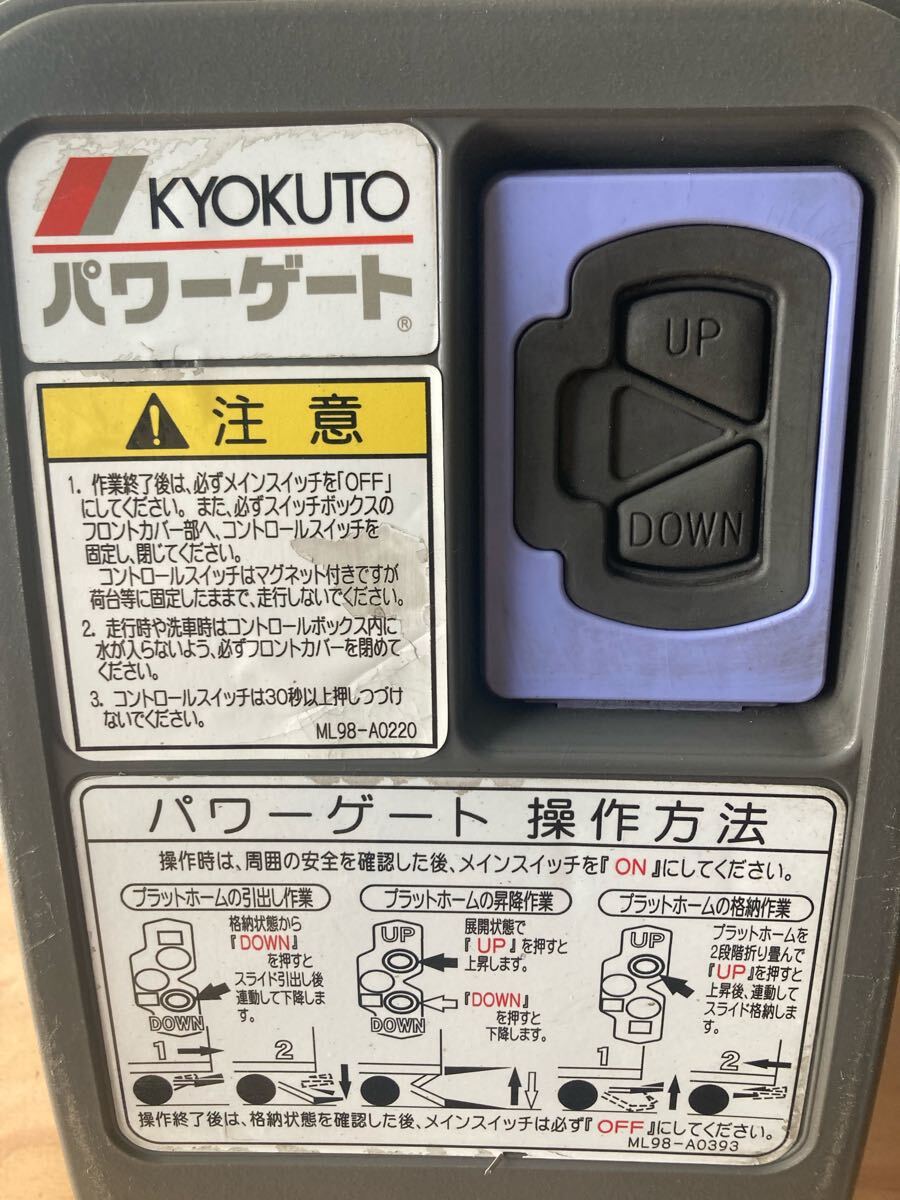 KYOKUTO
パワーゲート®
UP
DOWN
注意
1. 作業終了後は、必ずメインスイッチを「OFF」
にしてください。また、必ずスイッチボックスの
フロントカバー部へ、コントロールスイッチを
固定し、閉じてください。
コントロールスイッチはマグネット付きですが
荷台等に固定したままで、走行しないでください。
2. 走行時や洗車時はコントロールボックス内に
水が入らないよう、必ずフロントカバーを閉めて
ください。
3. コントロールスイッチは30秒以上押しつづけ
ないでください。
ML98-A0220
パワーゲート 操作方法
操作時は、周囲の安全を確認した後、メインスイッチを『ON』にしてください。
プラットホームの引出し作業
格納状態から
『DOWN』
を押すと
スライド引出し後
連動して下降しま
す。
DOWN
1
2
プラットホームの昇降作業
UP
展開状態で
『UP』を押すと
上昇します。
『DOWN』
を押すと
下降します。
DOWN
プラットホームの格納作業
UP
プラットホームを
2段階折り畳んで
『UP』を押すと
上昇後、連動して
スライド格納しま
す。
1
2
操作終了後は、格納状態を確認した後、メインスイッチは必ず『OFF』にしてください。
ML98-A0393